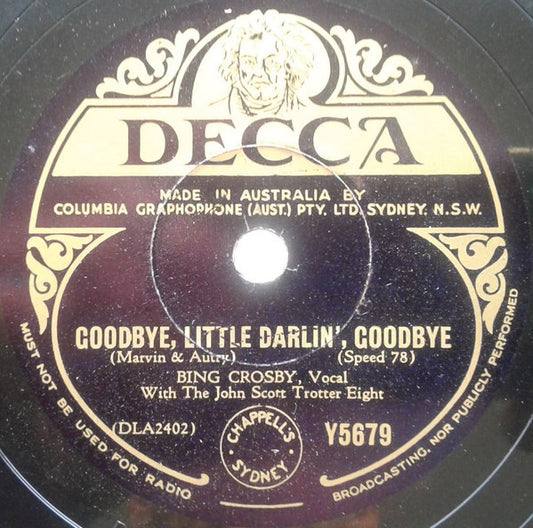 DECCA
MADE IN AUSTRALIA BY
COLUMBIA GRAPHOPHONE (AUST.) PTY. LTD. SYDNEY. N.S.W.
GOODBYE, LITTLE DARLIN', GOODBYE
(Marvin & Autry) (Speed 78)
BING CROSBY, Vocal
With The John Scott Trotter Eight
(DLA2402) Y5679
CHAPPELL'S
SYDNEY
MUST NOT BE USED FOR RADIO
BROADCASTING, NOR PUBLICLY PERFORMED